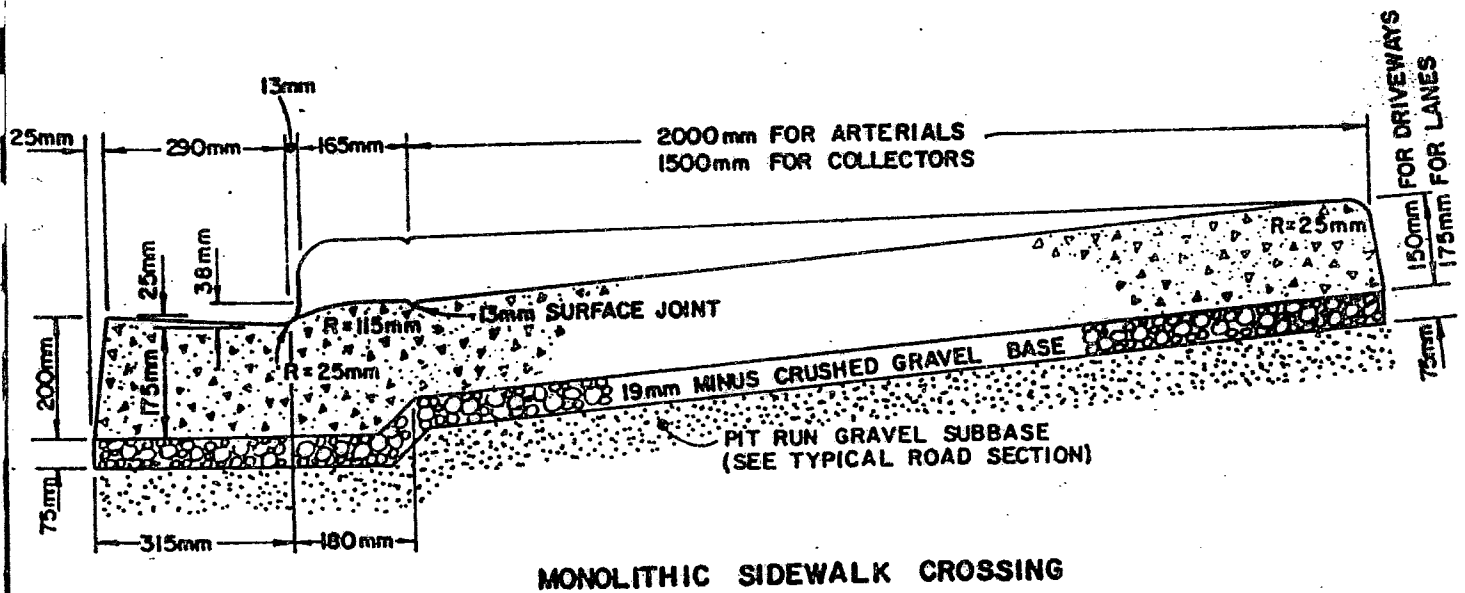 13mm
25mm
290mm
165mm
2000mm FOR ARTERIALS
1500mm FOR COLLECTORS
150mm FOR DRIVEWAYS
175mm FOR LANES
R=25mm
25mm
38mm
13mm SURFACE JOINT
R=115mm
R=25mm
200mm
175mm
19mm MINUS CRUSHED GRAVEL BASE
75mm
PIT RUN GRAVEL SUBBASE
(SEE TYPICAL ROAD SECTION)
75mm
315mm
180mm
MONOLITHIC SIDEWALK CROSSING